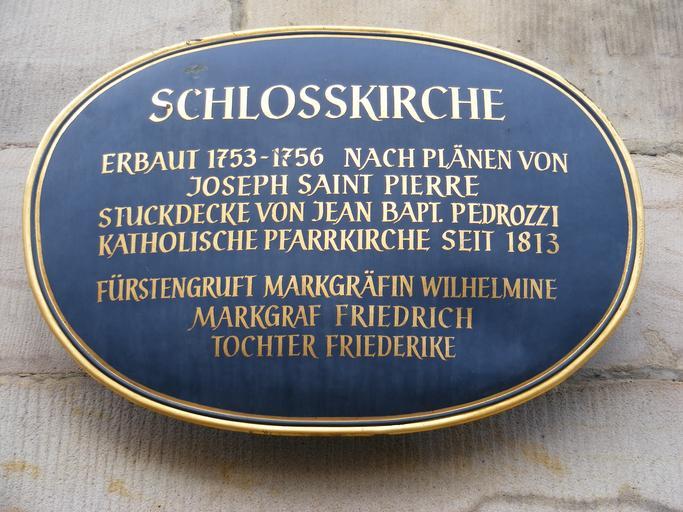 SCHLOSSKIRCHE
ERBAUT 1753-1756 NACH PLÄNEN VON
JOSEPH SAINT PIERRE
STUCKDECKE VON JEAN BAPT. PEDROZZI
KATHOLISCHE PFARRKIRCHE SEIT 1813
FÜRSTENGRUFT MARKGRÄFIN WILHELMINE
MARKGRAF FRIEDRICH
TOCHTER FRIEDERIKE